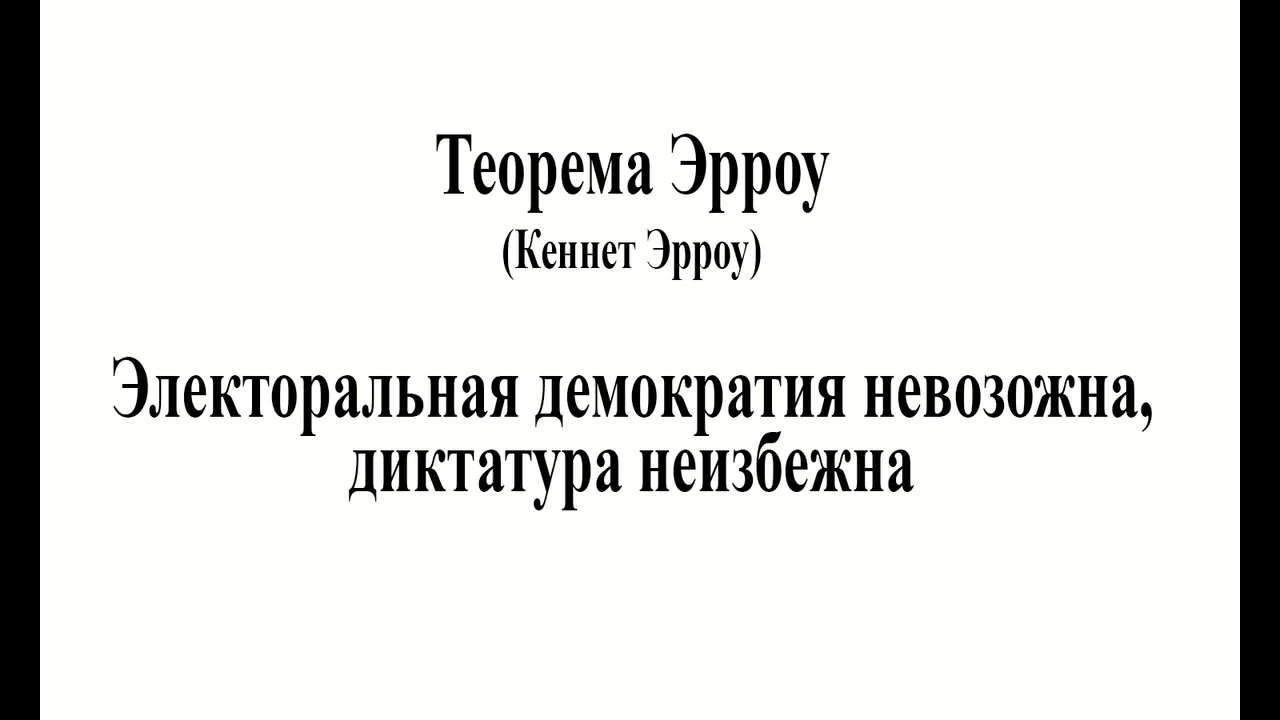 Теорема Эрроу
(Кеннет Эрроу)
Электоральная демократия невозожна,
диктатура неизбежна